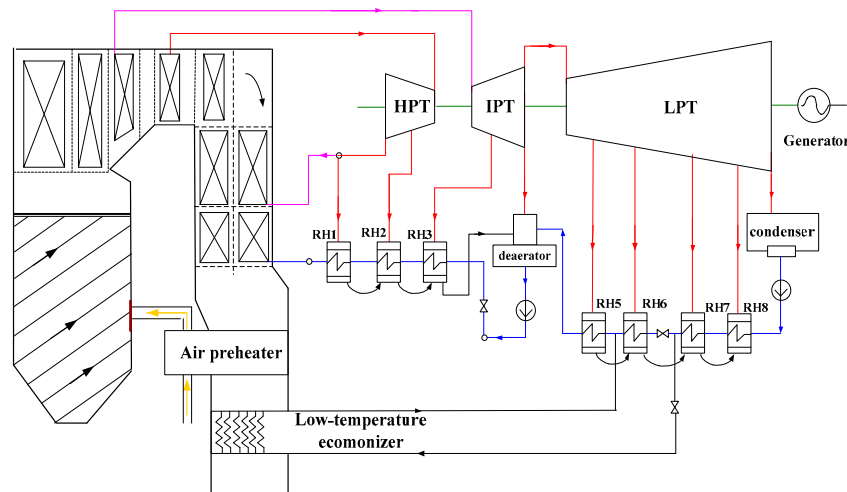 HPT
IPT
LPT
Generator
RH1
RH2
RH3
deaerator
condenser
RH5
RH6
RH7
RH8
Air preheater
Low-temperature
ecomonizer